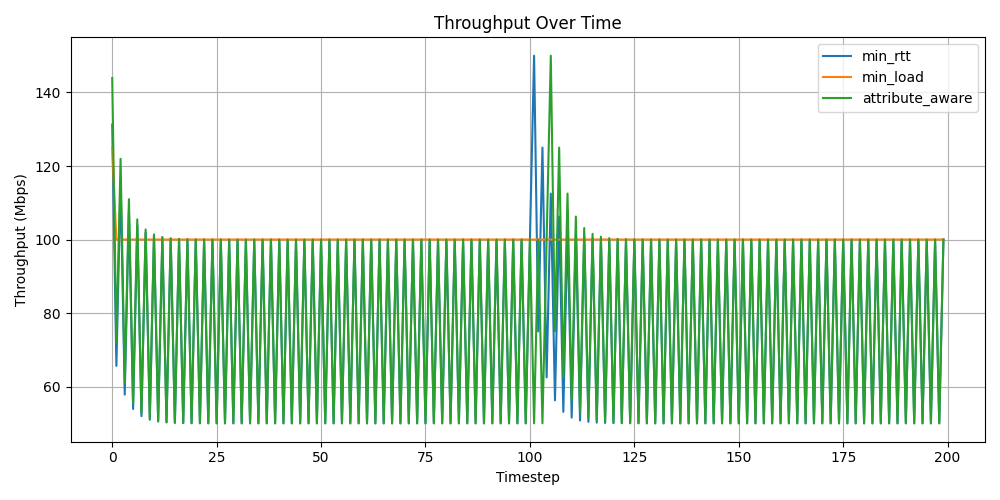 Throughput Over Time
min_rtt
min_load
attribute_aware
Throughput (Mbps)
140
120
100
80
60
0 25 50 75 100 125 150 175 200
Timestep